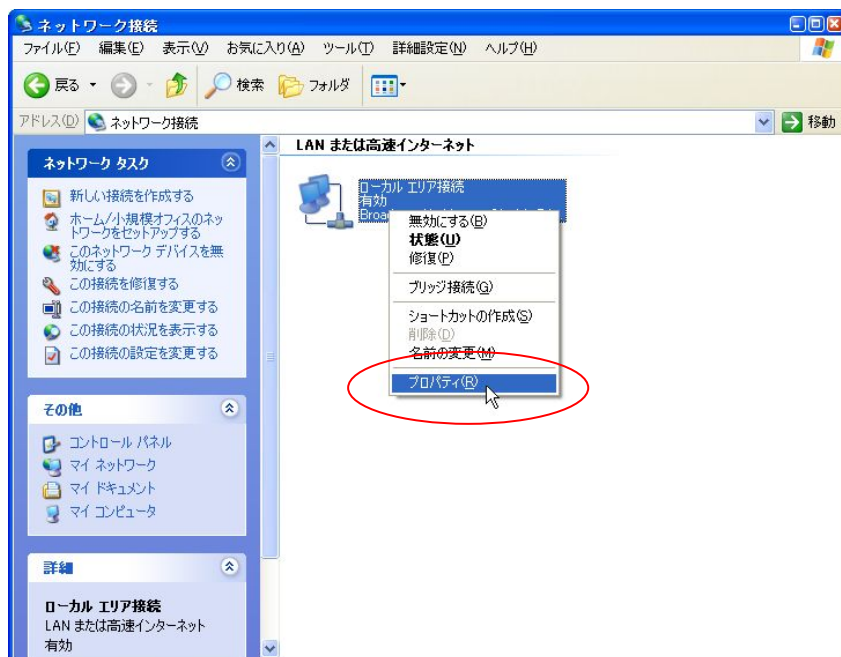 ネットワーク接続
ファイル(F) 編集(E) 表示(V) お気に入り(A) ツール(T) 詳細設定(N) ヘルプ(H)
戻る 検索 フォルダ
アドレス(D) ネットワーク接続 移動
ネットワーク タスク
新しい接続を作成する
ホーム/小規模オフィスのネッ
トワークをセットアップする
このネットワーク デバイスを無
効にする
この接続を修復する
この接続の名前を変更する
この接続の状況を表示する
この接続の設定を変更する
その他
コントロール パネル
マイ ネットワーク
マイ ドキュメント
マイ コンピュータ
詳細
ローカル エリア接続
LAN または高速インターネット
有効
LAN または高速インターネット
ローカル エリア接続
有効
無効にする(B)
状態(U)
修復(P)
ブリッジ接続(G)
ショートカットの作成(S)
削除(D)
名前の変更(M)
プロパティ(R)